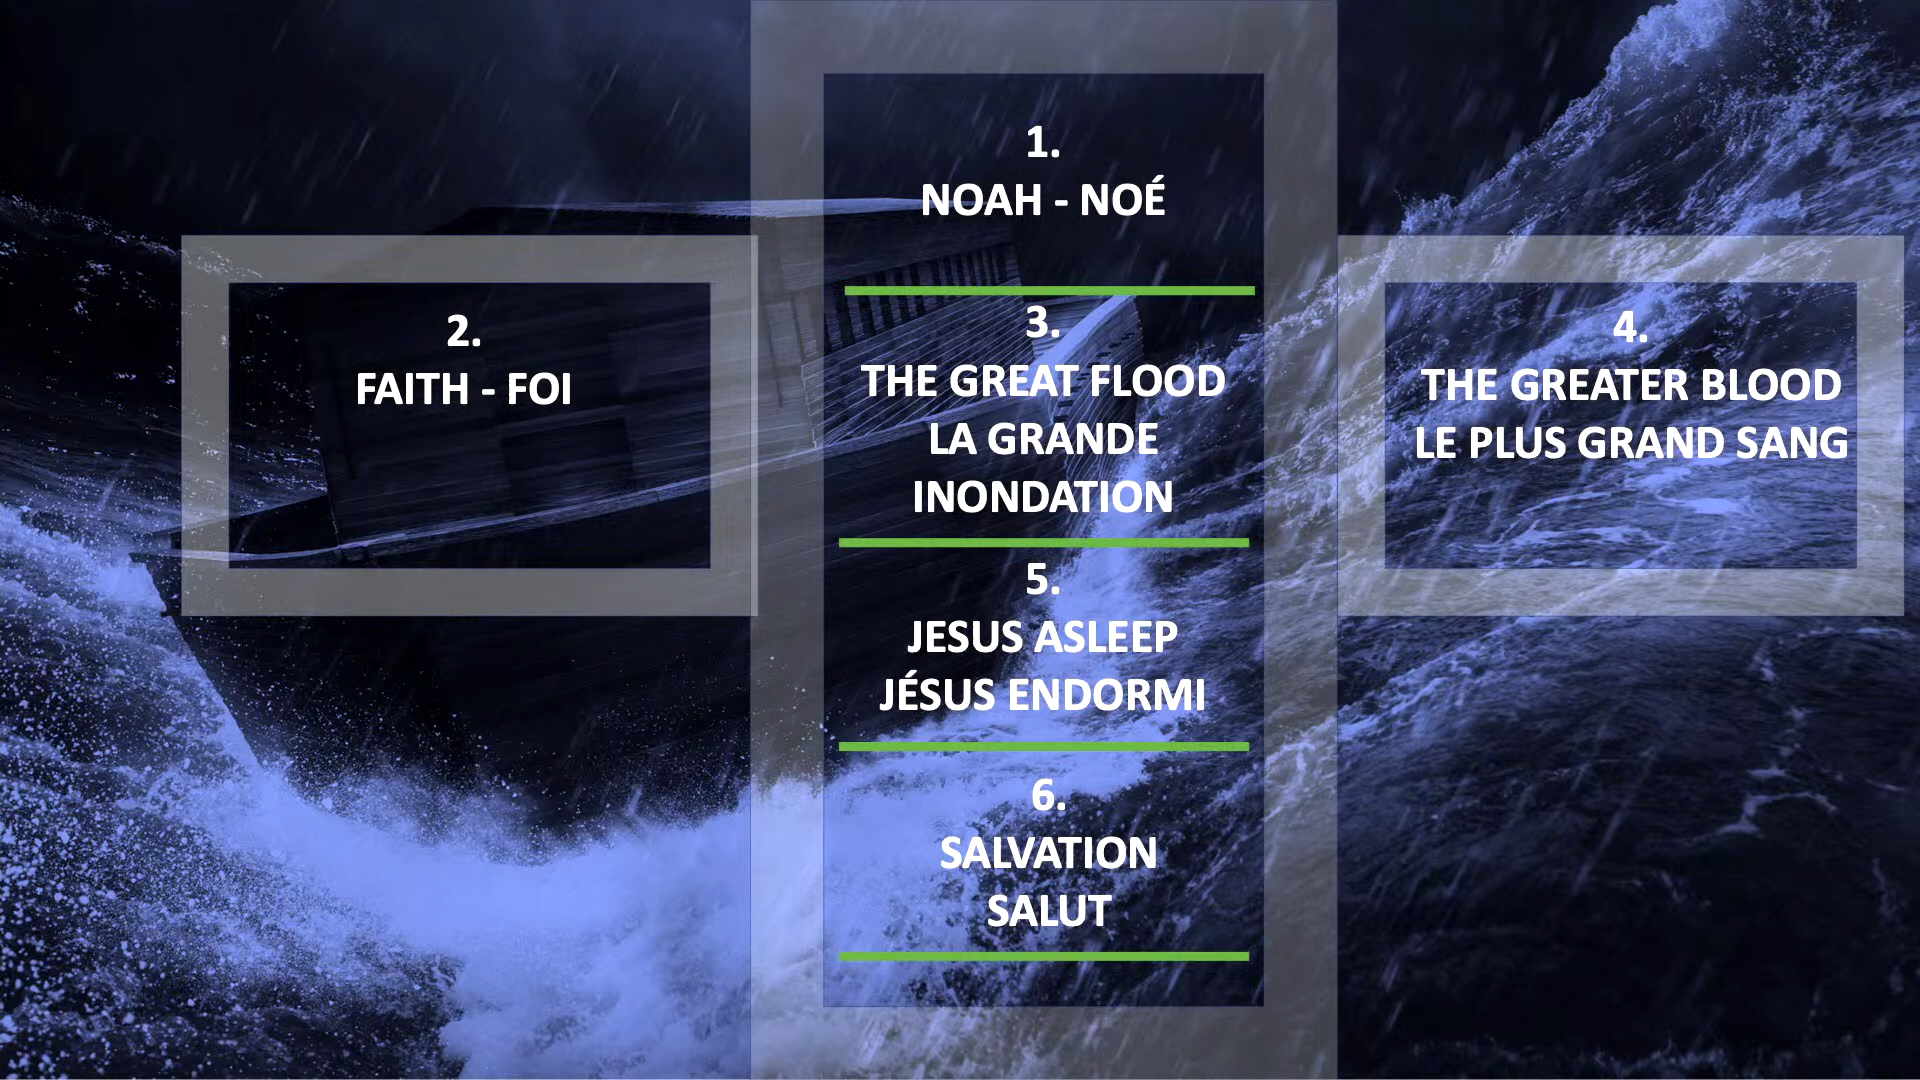 1.
NOAH - NOÉ
2.
FAITH - FOI
3.
THE GREAT FLOOD
LA GRANDE
INONDATION
4.
THE GREATER BLOOD
LE PLUS GRAND SANG
5.
JESUS ASLEEP
JÉSUS ENDORMI
6.
SALVATION
SALUT